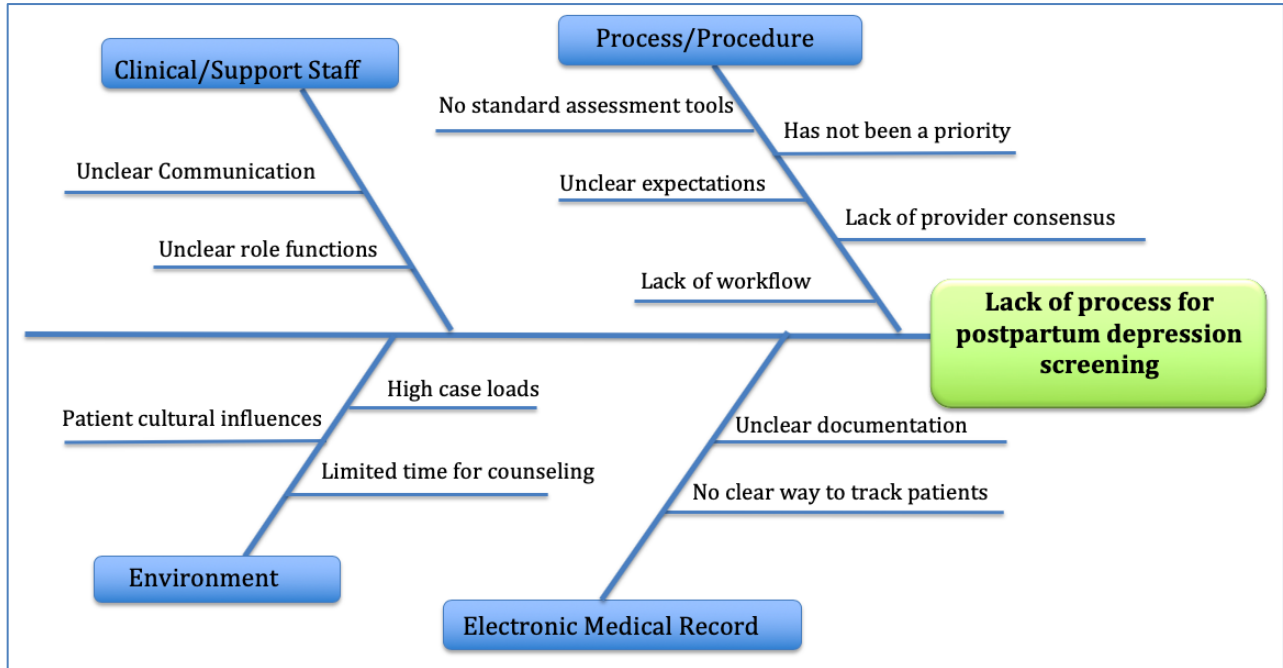 Process/Procedure
Clinical/Support Staff
No standard assessment tools
Has not been a priority
Unclear Communication
Unclear expectations
Lack of provider consensus
Unclear role functions
Lack of workflow
Lack of process for
postpartum depression
screening
High case loads
Patient cultural influences
Unclear documentation
Limited time for counseling
No clear way to track patients
Environment
Electronic Medical Record